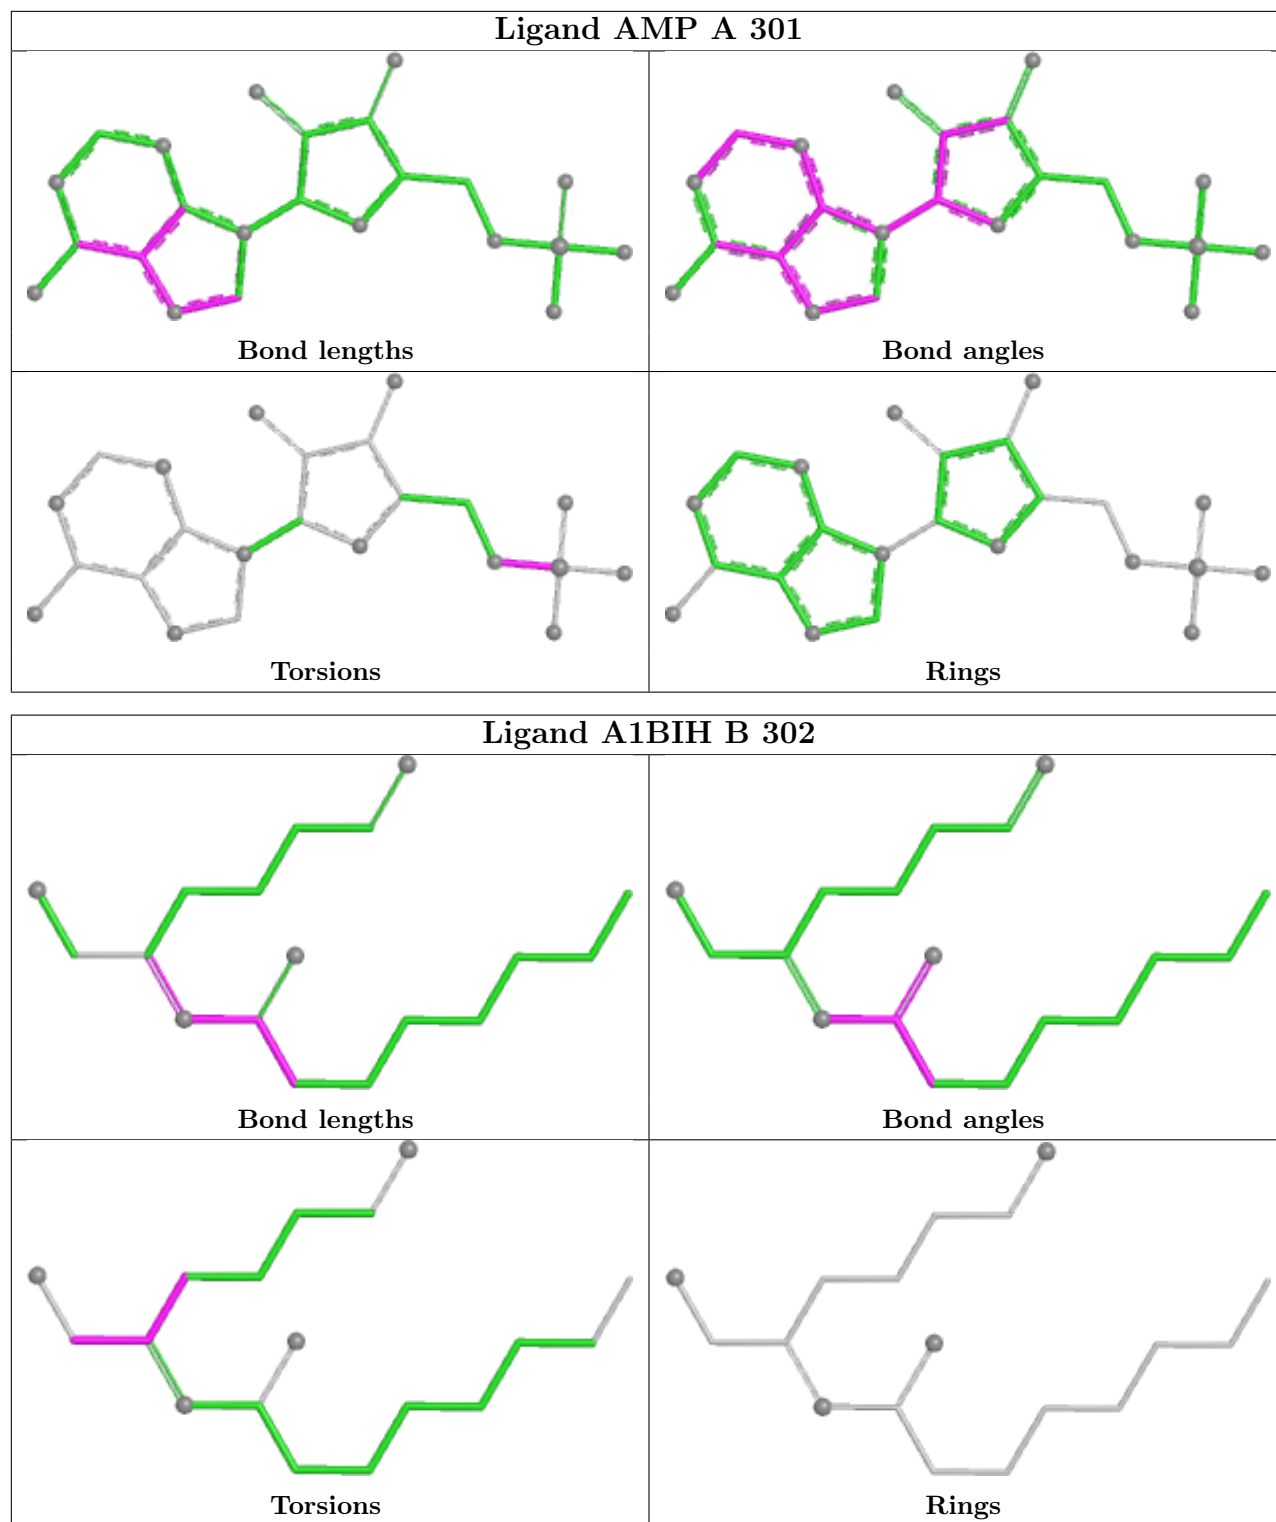 Ligand AMP A 301
Bond lengths
Bond angles
Torsions
Rings
Ligand A1BIH B 302
Bond lengths
Bond angles
Torsions
Rings